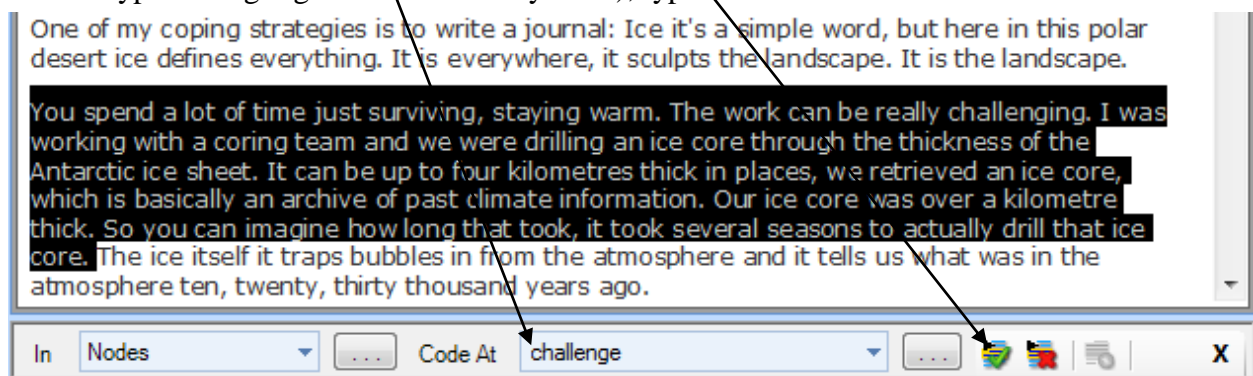 One of my coping strategies is to write a journal: Ice it's a simple word, but here in this polar
desert ice defines everything. It is everywhere, it sculpts the landscape. It is the landscape.
You spend a lot of time just surviving, staying warm. The work can be really challenging. I was
working with a coring team and we were drilling an ice core through the thickness of the
Antarctic ice sheet. It can be up to four kilometres thick in places, we retrieved an ice core,
which is basically an archive of past climate information. Our ice core was over a kilometre
thick. So you can imagine how long that took, it took several seasons to actually drill that ice
core. The ice itself it traps bubbles in from the atmosphere and it tells us what was in the
atmosphere ten, twenty, thirty thousand years ago.
In Nodes ... Code At challenge ... X